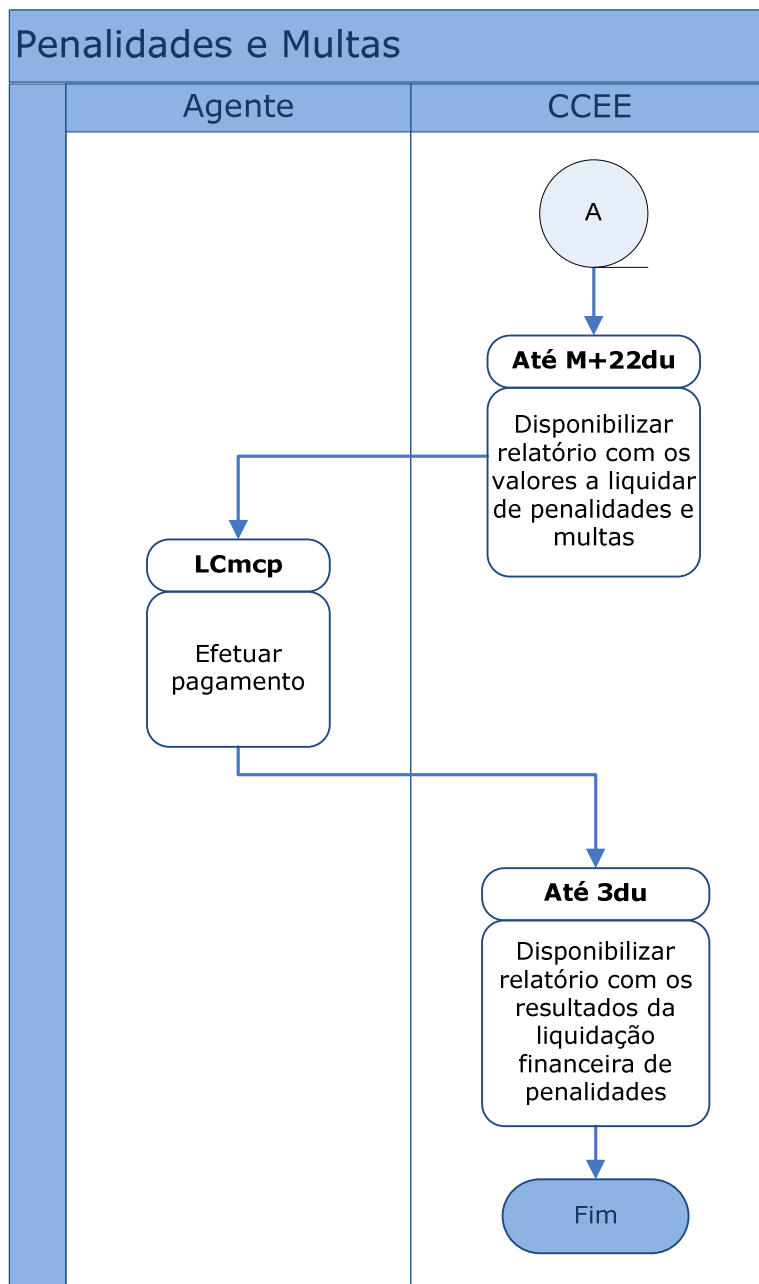 Penalidades e Multas
Agente
CCEE
A
Até M+22du
Disponibilizar
relatório com os
valores a liquidar
de penalidades e
multas
LCmcp
Efetuar
pagamento
Até 3du
Disponibilizar
relatório com os
resultados da
liquidação
financeira de
penalidades
Fim